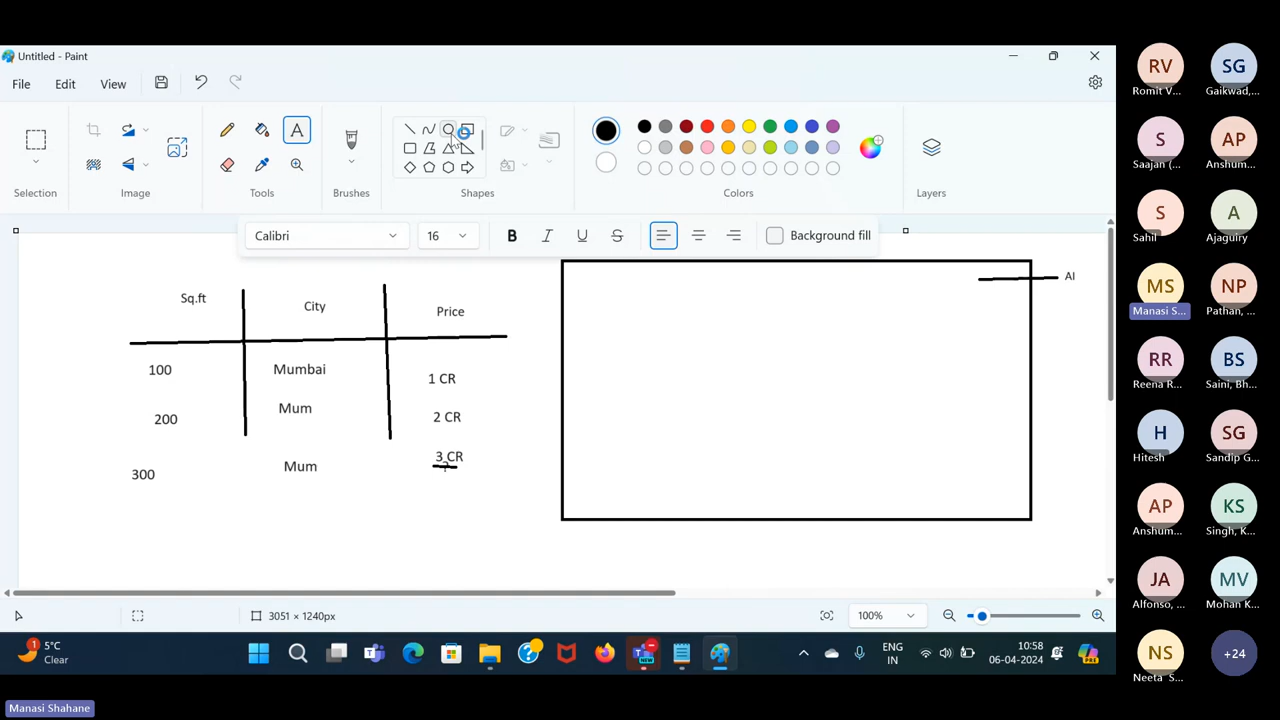 Untitled - Paint
File Edit View
Selection Image Tools Brushes Shapes Colors Layers
Calibri 16 B I U S Background fill
Sq.ft City Price
100 Mumbai 1 CR
200 Mum 2 CR
300 Mum 3 CR
AI
3051 × 1240px 100%
1 5°C
Clear
NEW
ENG
IN
10:58
06-04-2024
PRE
RV
Romit V...
SG
Gaikwad,...
S
Saajan (...
AP
Anshum...
S
Sahil
A
Ajaguiry
MS
Manasi S...
NP
Pathan, ...
RR
Reena R...
BS
Saini, Bh...
H
Hitesh
SG
Sandip G...
AP
Anshum...
KS
Singh, K...
JA
Alfonso, ...
MV
Mohan K...
NS
Neeta S...
+24
Manasi Shahane